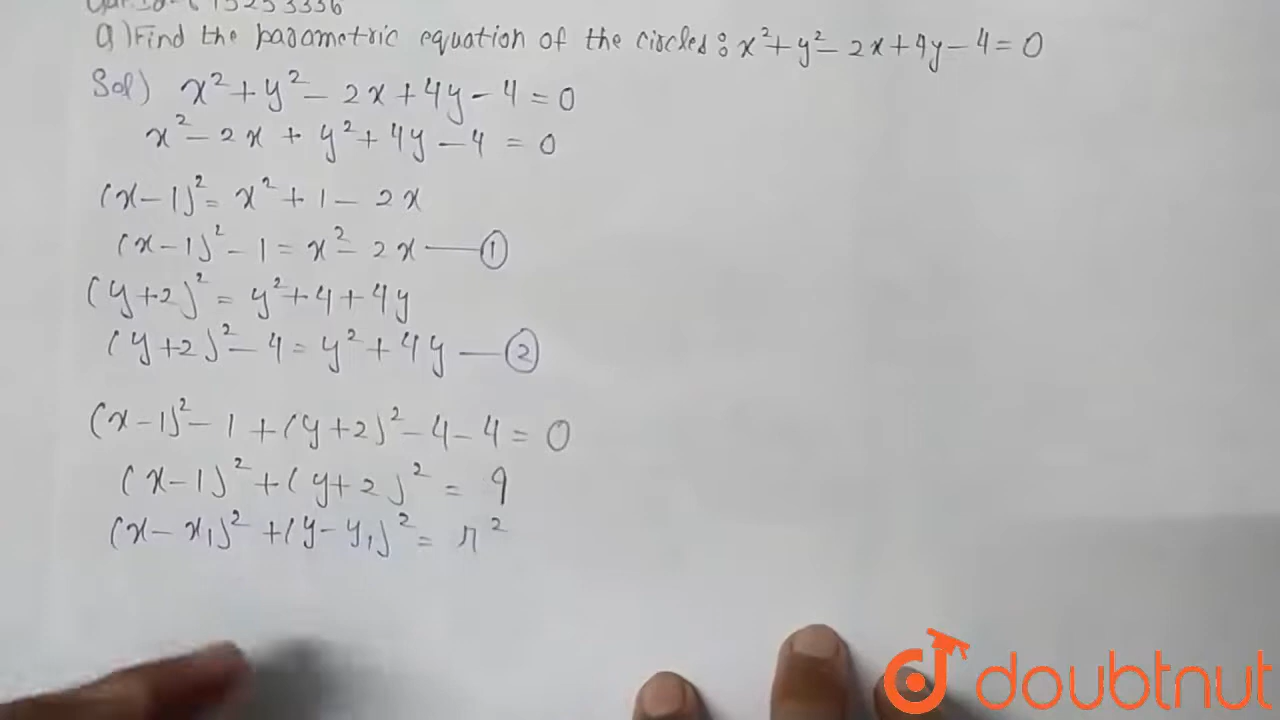 a) Find the parametric equation of the circles : x² + y² - 2x + 4y - 4 = 0
Sol) x² + y² - 2x + 4y - 4 = 0
x² - 2x + y² + 4y - 4 = 0
(x - 1)² = x² + 1 - 2x
(x - 1)² - 1 = x² - 2x — ①
(y + 2)² = y² + 4 + 4y
(y + 2)² - 4 = y² + 4y — ②
(x - 1)² - 1 + (y + 2)² - 4 - 4 = 0
(x - 1)² + (y + 2)² = 9
(x - x₁)² + (y - y₁)² = r²
doubtnut